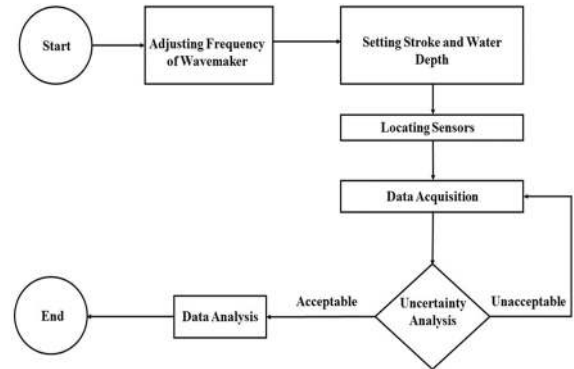 Start
Adjusting Frequency
of Wavemaker
Setting Stroke and Water
Depth
Locating Sensors
Data Acquisition
Uncertainty
Analysis
Unacceptable
Acceptable
Data Analysis
End